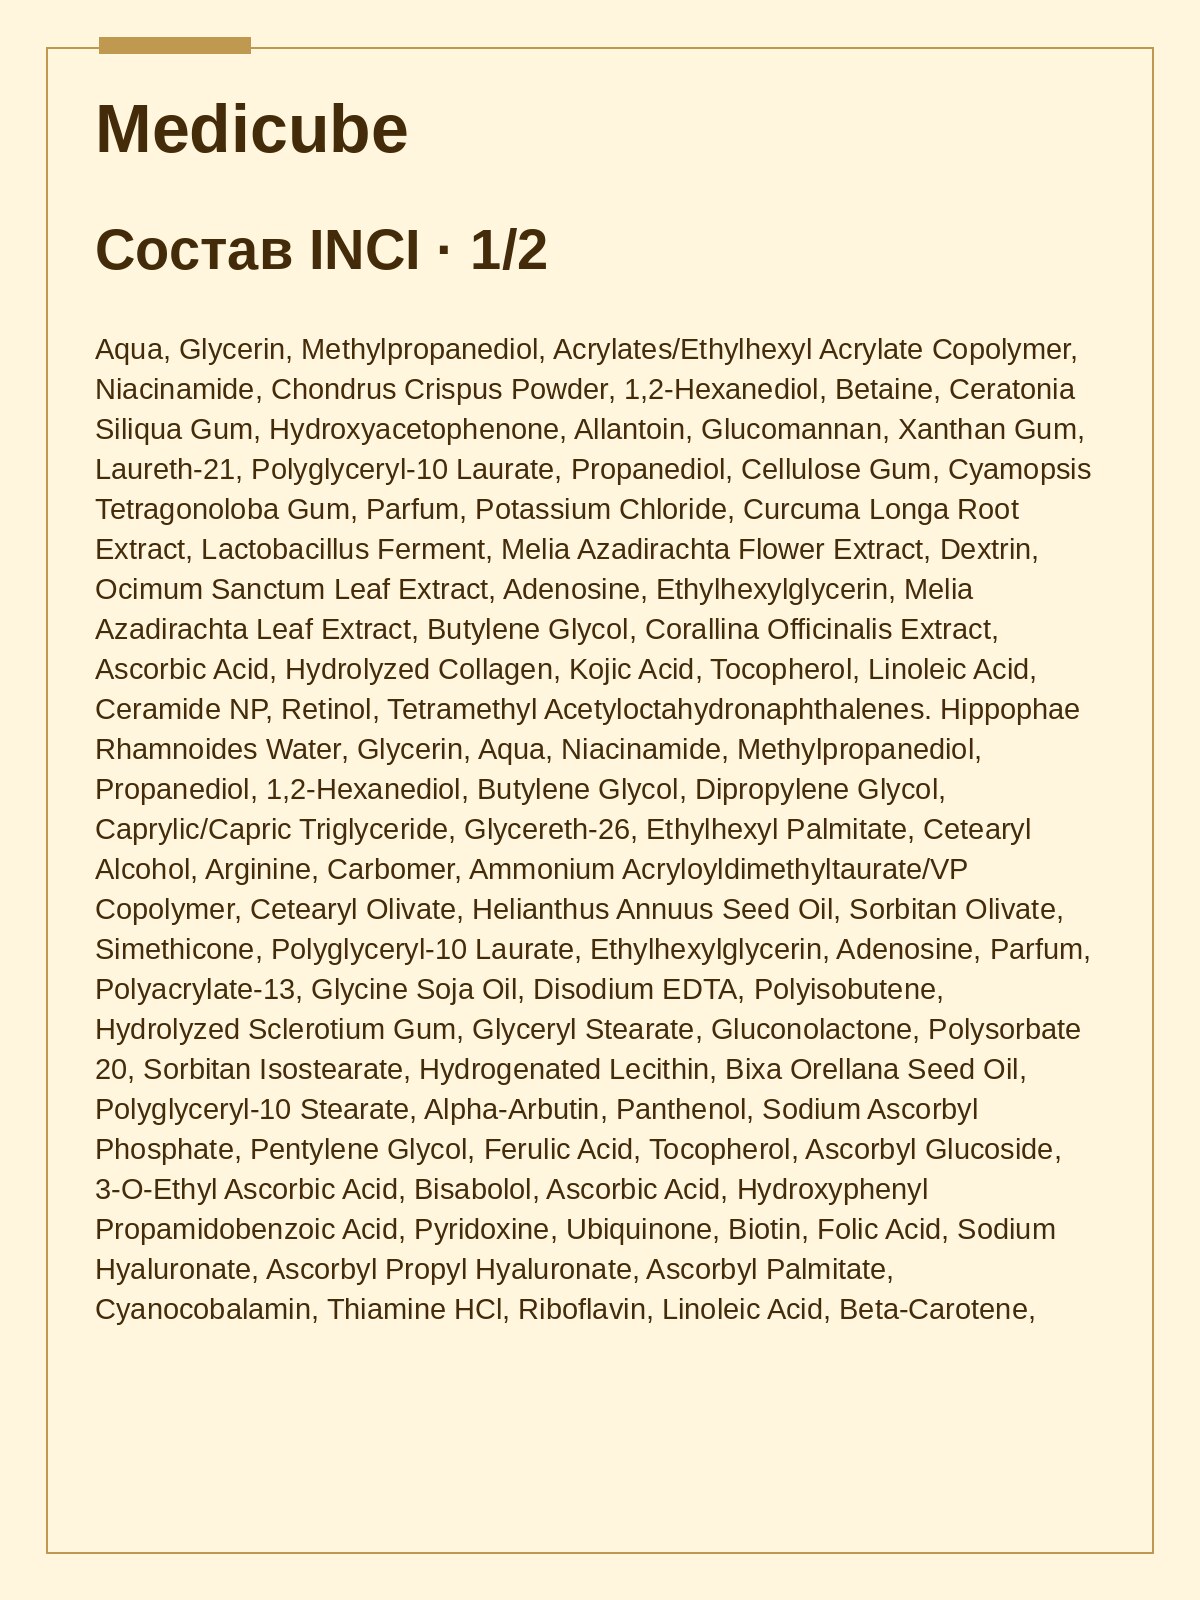 Medicube
Состав INCI · 1/2
Aqua, Glycerin, Methylpropanediol, Acrylates/Ethylhexyl Acrylate Copolymer,
Niacinamide, Chondrus Crispus Powder, 1,2-Hexanediol, Betaine, Ceratonia
Siliqua Gum, Hydroxyacetophenone, Allantoin, Glucomannan, Xanthan Gum,
Laureth-21, Polyglyceryl-10 Laurate, Propanediol, Cellulose Gum, Cyamopsis
Tetragonoloba Gum, Parfum, Potassium Chloride, Curcuma Longa Root
Extract, Lactobacillus Ferment, Melia Azadirachta Flower Extract, Dextrin,
Ocimum Sanctum Leaf Extract, Adenosine, Ethylhexylglycerin, Melia
Azadirachta Leaf Extract, Butylene Glycol, Corallina Officinalis Extract,
Ascorbic Acid, Hydrolyzed Collagen, Kojic Acid, Tocopherol, Linoleic Acid,
Ceramide NP, Retinol, Tetramethyl Acetyloctahydronaphthalenes. Hippophae
Rhamnoides Water, Glycerin, Aqua, Niacinamide, Methylpropanediol,
Propanediol, 1,2-Hexanediol, Butylene Glycol, Dipropylene Glycol,
Caprylic/Capric Triglyceride, Glycereth-26, Ethylhexyl Palmitate, Cetearyl
Alcohol, Arginine, Carbomer, Ammonium Acryloyldimethyltaurate/VP
Copolymer, Cetearyl Olivate, Helianthus Annuus Seed Oil, Sorbitan Olivate,
Simethicone, Polyglyceryl-10 Laurate, Ethylhexylglycerin, Adenosine, Parfum,
Polyacrylate-13, Glycine Soja Oil, Disodium EDTA, Polyisobutene,
Hydrolyzed Sclerotium Gum, Glyceryl Stearate, Gluconolactone, Polysorbate
20, Sorbitan Isostearate, Hydrogenated Lecithin, Bixa Orellana Seed Oil,
Polyglyceryl-10 Stearate, Alpha-Arbutin, Panthenol, Sodium Ascorbyl
Phosphate, Pentylene Glycol, Ferulic Acid, Tocopherol, Ascorbyl Glucoside,
3-O-Ethyl Ascorbic Acid, Bisabolol, Ascorbic Acid, Hydroxyphenyl
Propamidobenzoic Acid, Pyridoxine, Ubiquinone, Biotin, Folic Acid, Sodium
Hyaluronate, Ascorbyl Propyl Hyaluronate, Ascorbyl Palmitate,
Cyanocobalamin, Thiamine HCl, Riboflavin, Linoleic Acid, Beta-Carotene,